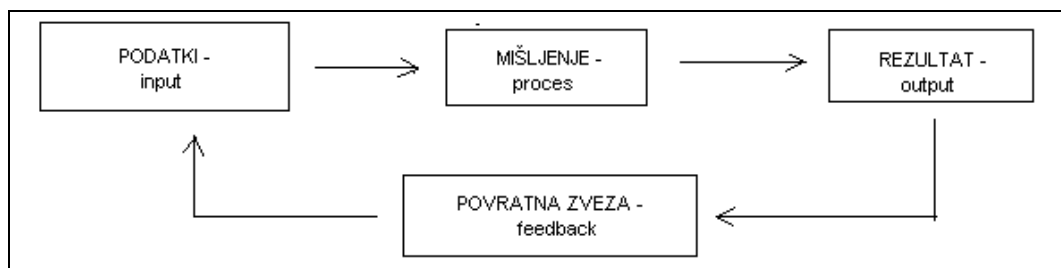 PODATKI -
input
MIŠLJENJE -
proces
REZULTAT -
output
POVRATNA ZVEZA -
feedback